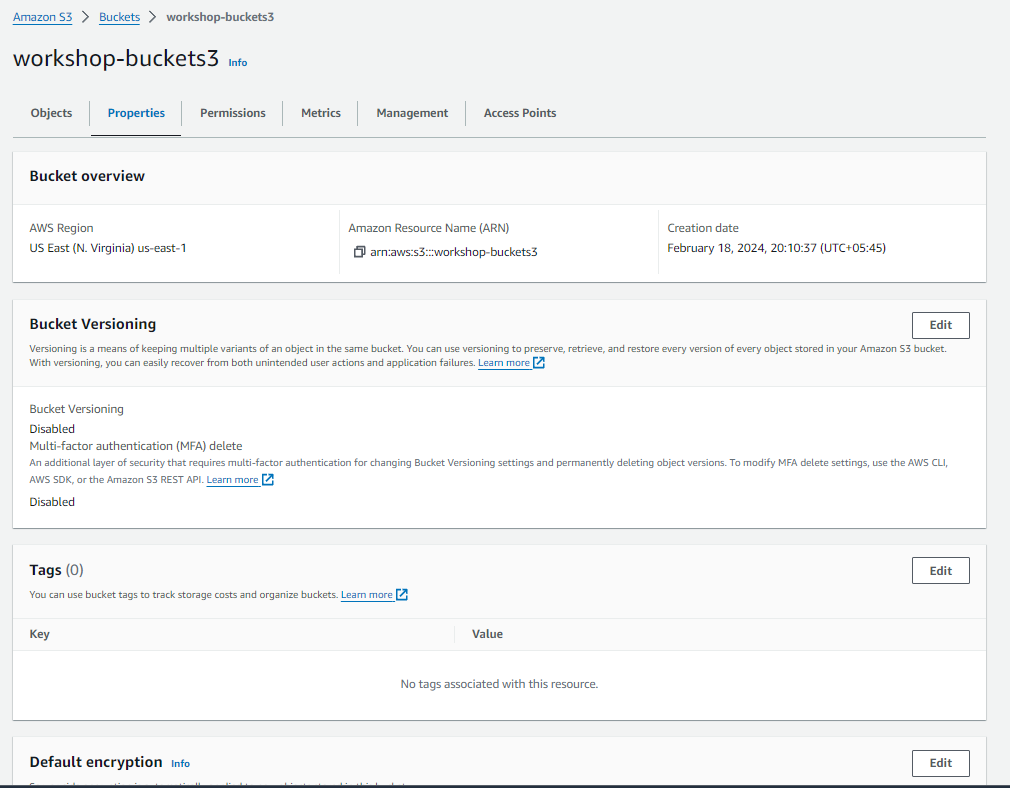 Amazon S3 > Buckets > workshop-buckets3
workshop-buckets3 Info
Objects Properties Permissions Metrics Management Access Points
Bucket overview
AWS Region
US East (N. Virginia) us-east-1
Amazon Resource Name (ARN)
arn:aws:s3:::workshop-buckets3
Creation date
February 18, 2024, 20:10:37 (UTC+05:45)
Bucket Versioning
Edit
Versioning is a means of keeping multiple variants of an object in the same bucket. You can use versioning to preserve, retrieve, and restore every version of every object stored in your Amazon S3 bucket.
With versioning, you can easily recover from both unintended user actions and application failures. Learn more
Bucket Versioning
Disabled
Multi-factor authentication (MFA) delete
An additional layer of security that requires multi-factor authentication for changing Bucket Versioning settings and permanently deleting object versions. To modify MFA delete settings, use the AWS CLI,
AWS SDK, or the Amazon S3 REST API. Learn more
Disabled
Tags (0)
Edit
You can use bucket tags to track storage costs and organize buckets. Learn more
Key Value
No tags associated with this resource.
Default encryption Info
Edit